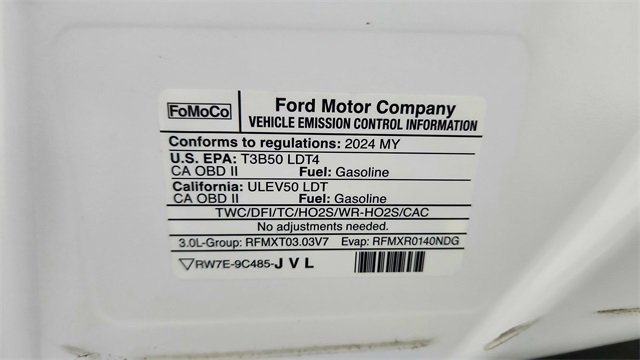 FoMoCo
Ford Motor Company
VEHICLE EMISSION CONTROL INFORMATION
Conforms to regulations: 2024 MY
U.S. EPA: T3B50 LDT4
CA OBD II Fuel: Gasoline
California: ULEV50 LDT
CA OBD II Fuel: Gasoline
TWC/DFI/TC/HO2S/WR-HO2S/CAC
No adjustments needed.
3.0L-Group: RFMXT03.03V7 Evap: RFMXR0140NDG
RW7E-9C485-J V L